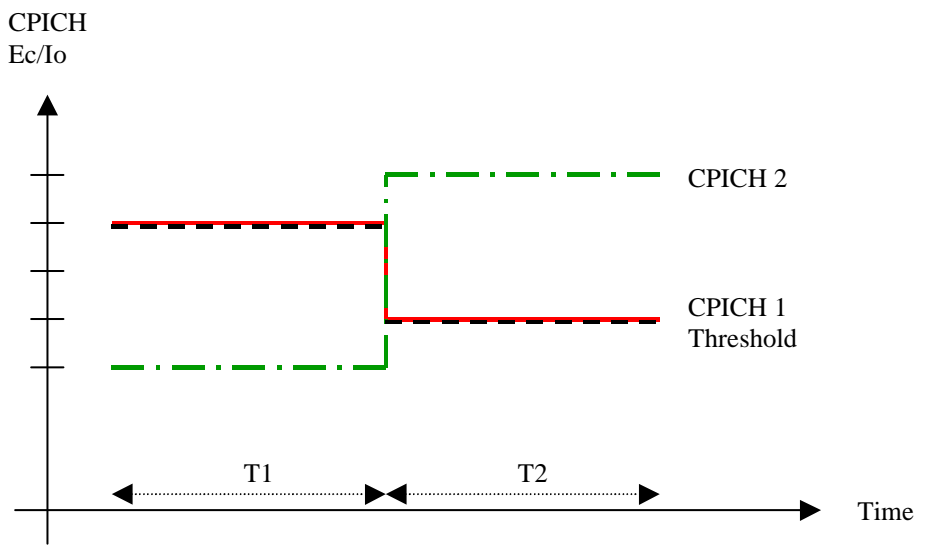 CPICH
Ec/Io
CPICH 2
CPICH 1
Threshold
T1
T2
Time